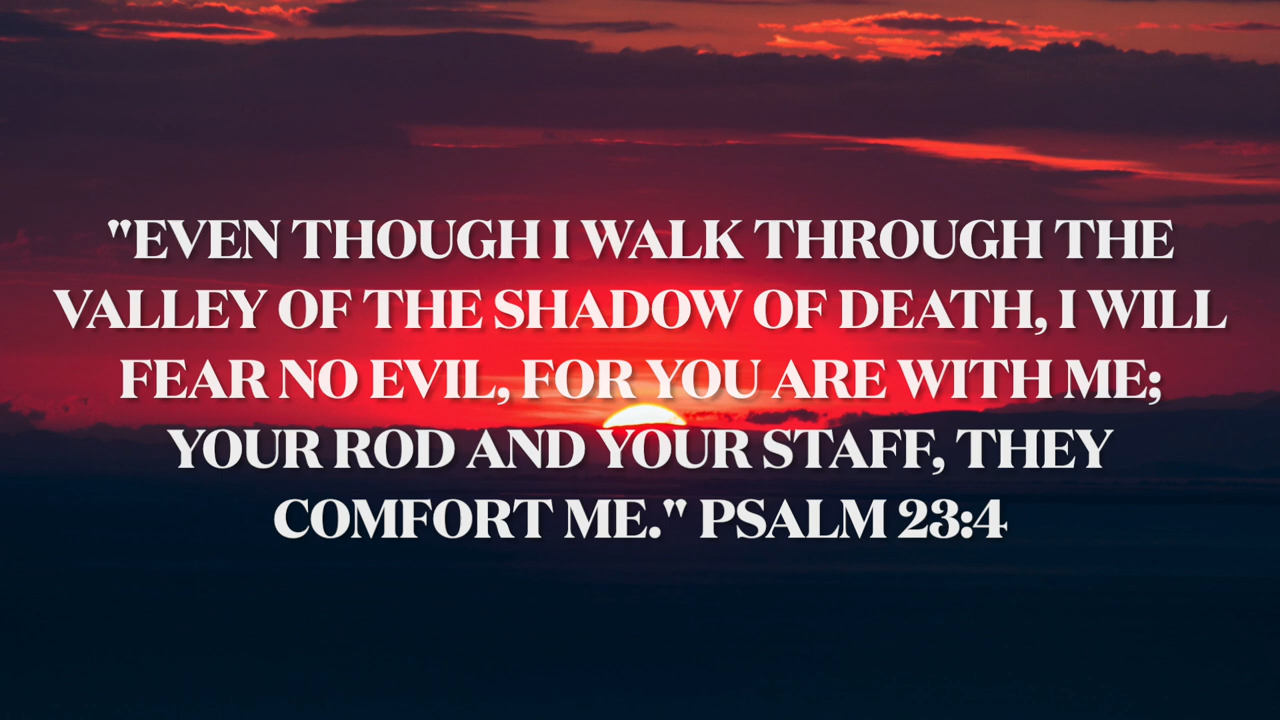 "EVEN THOUGH I WALK THROUGH THE
VALLEY OF THE SHADOW OF DEATH, I WILL
FEAR NO EVIL, FOR YOU ARE WITH ME;
YOUR ROD AND YOUR STAFF, THEY
COMFORT ME." PSALM 23:4